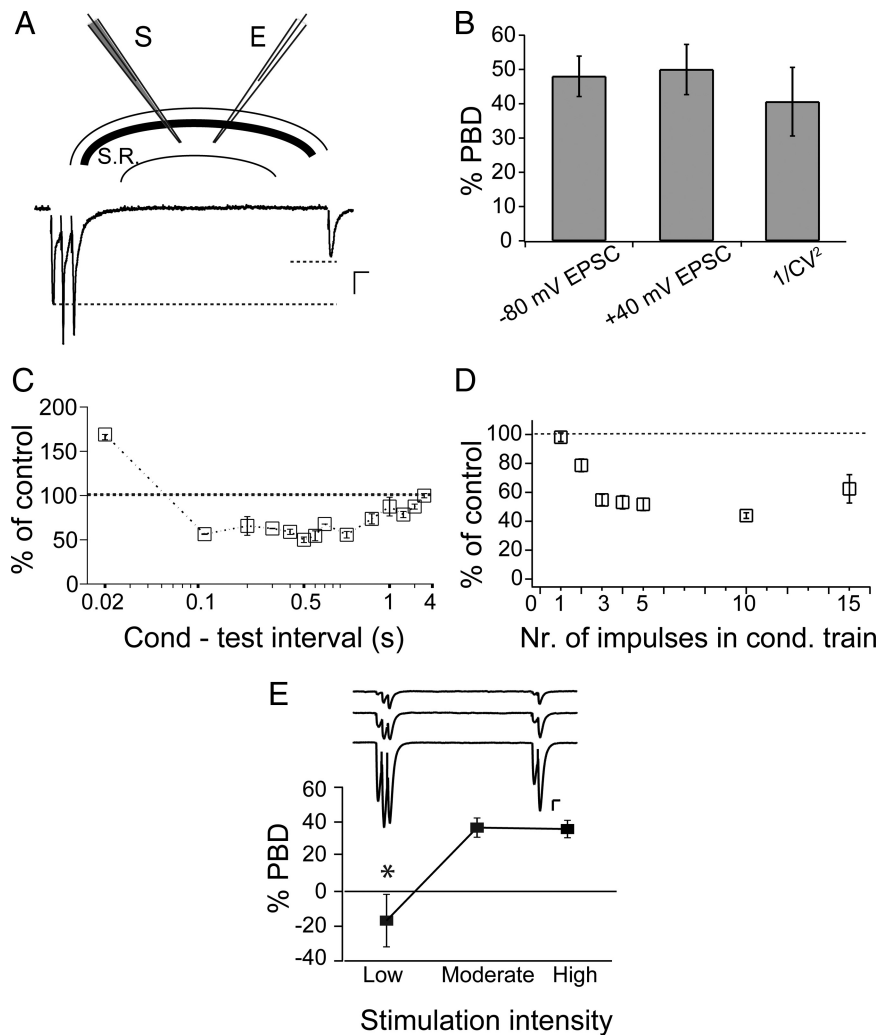 A
S
E
S.R.
B
% PBD
60
50
40
30
20
10
0
-80 mV EPSC
+40 mV EPSC
1/CV²
C
% of control
200
150
100
50
0
0.02
0.1
0.5
1
4
Cond - test interval (s)
D
% of control
100
80
60
40
20
0
0
1
3
5
10
15
Nr. of impulses in cond. train
E
% PBD
60
40
20
0
-20
-40
*
Low
Moderate
High
Stimulation intensity